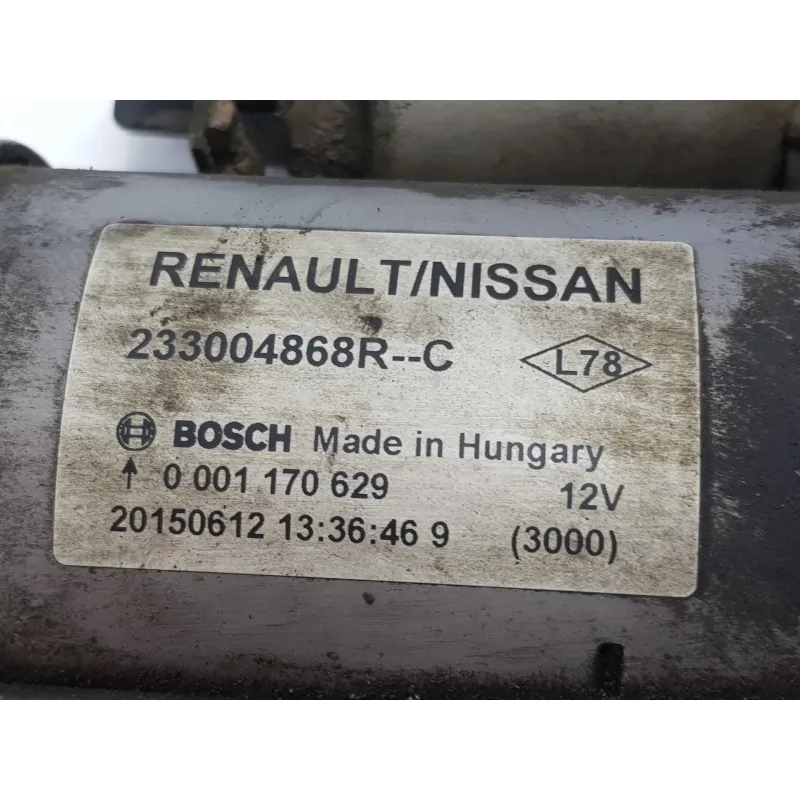 RENAULT/NISSAN
233004868R--C
L78
BOSCH Made in Hungary
↑ 0 001 170 629 12V
20150612 13:36:46 9 (3000)